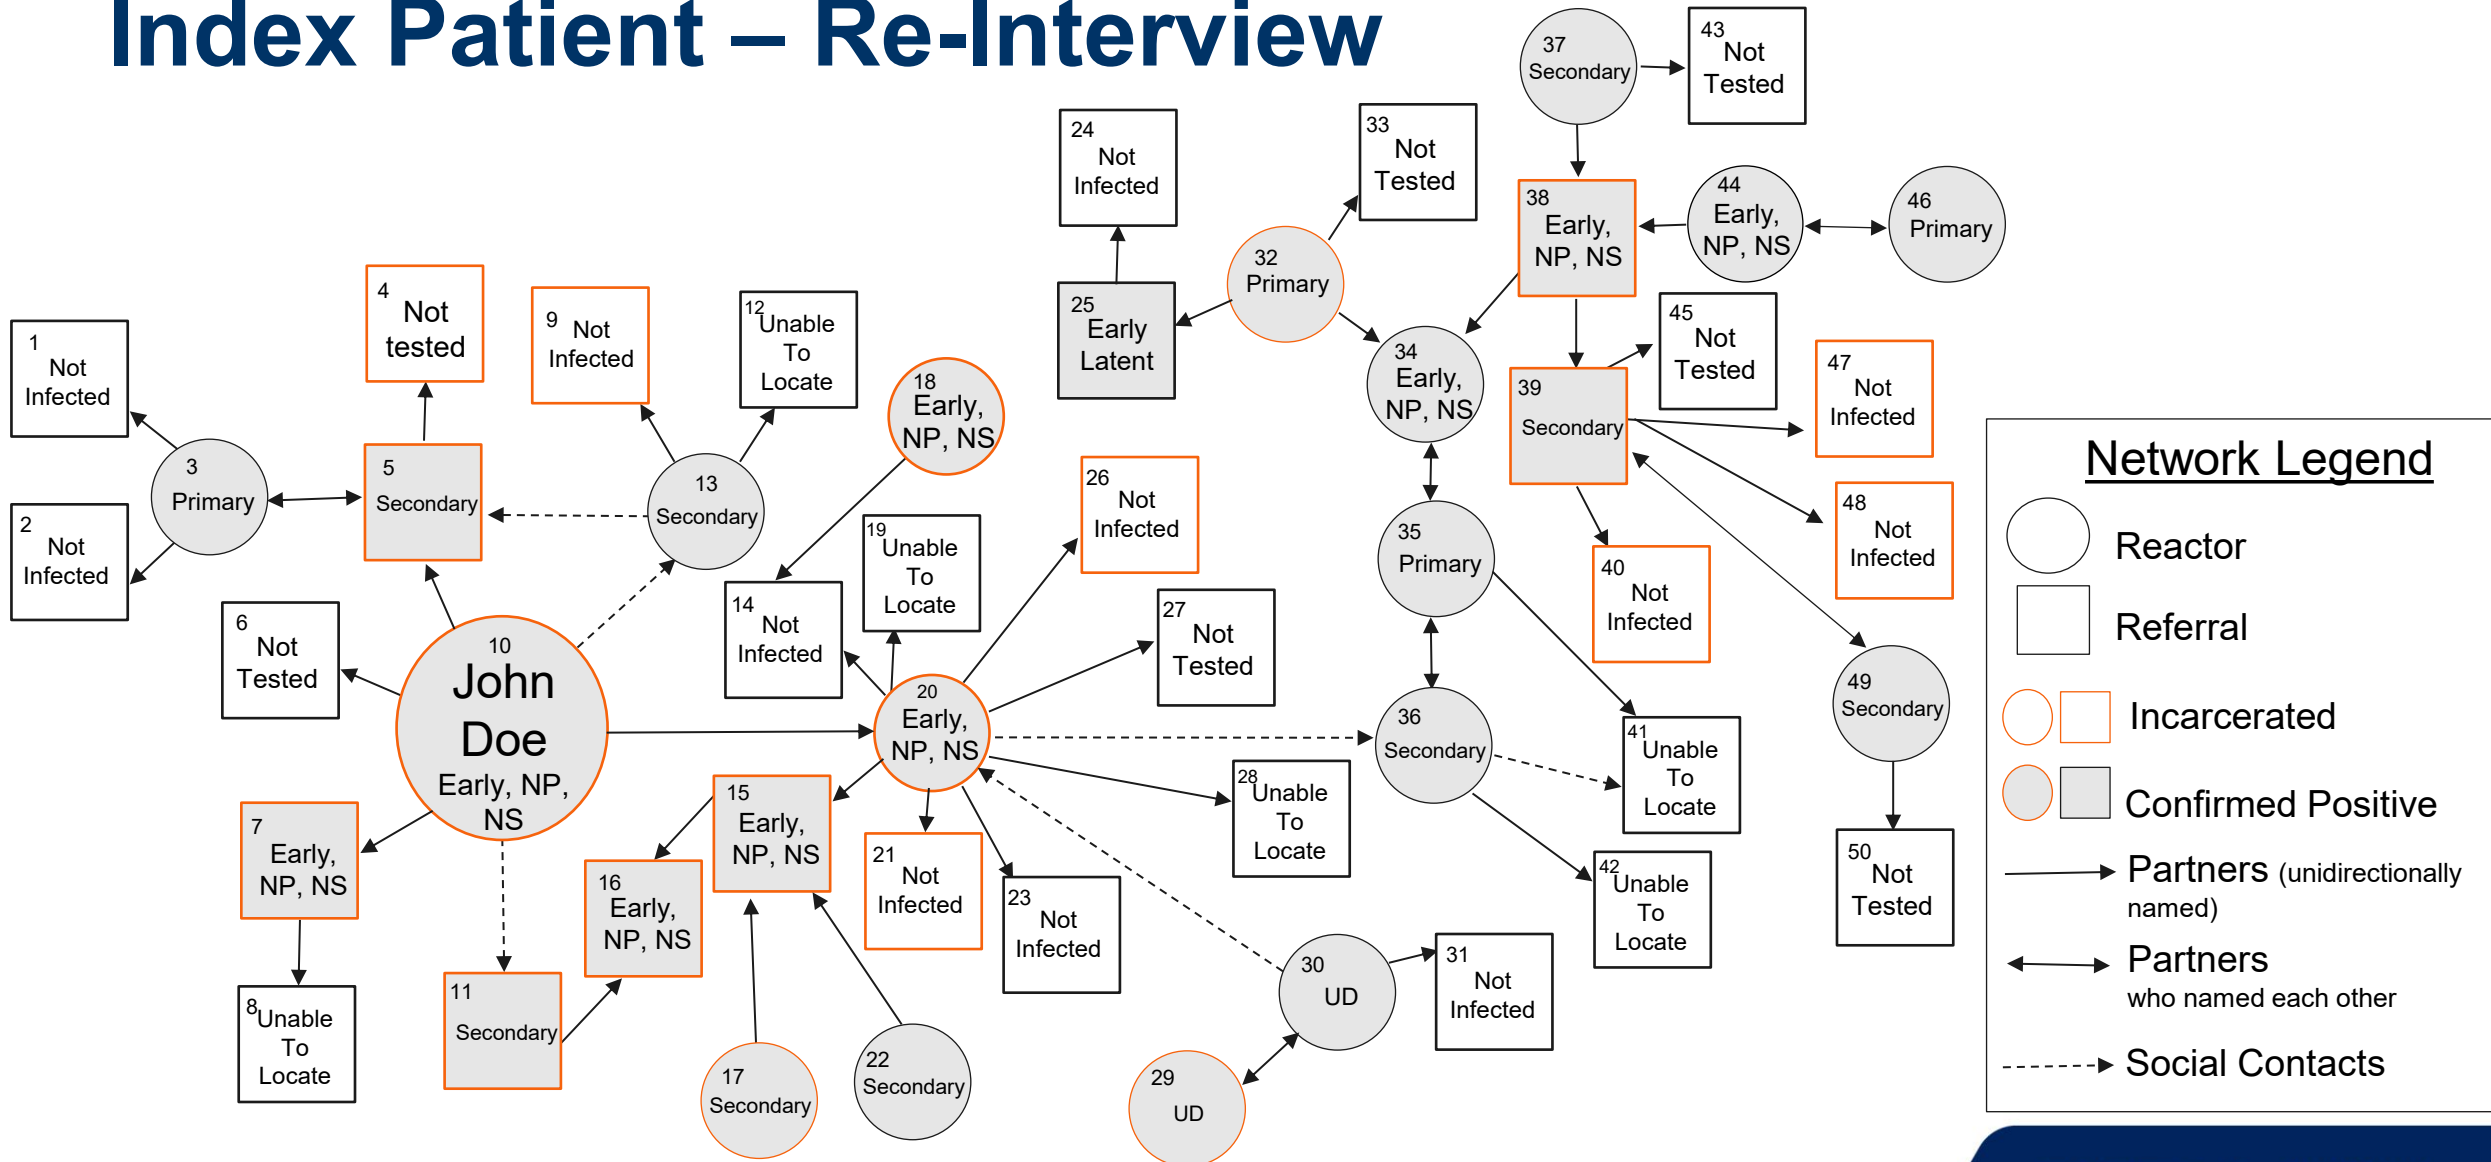 Index Patient – Re-Interview
1
Not
Infected
2
Not
Infected
3
Primary
4
Not
tested
5
Secondary
6
Not
Tested
7
Early,
NP, NS
8
Unable
To
Locate
9
Not
Infected
10
John
Doe
Early, NP,
NS
11
Secondary
12
Unable
To
Locate
13
Secondary
14
Not
Infected
15
Early,
NP, NS
16
Early,
NP, NS
17
Secondary
18
Early,
NP, NS
19
Unable
To
Locate
20
Early,
NP, NS
21
Not
Infected
22
Secondary
23
Not
Infected
24
Not
Infected
25
Early
Latent
26
Not
Infected
27
Not
Tested
28
Unable
To
Locate
29
UD
30
UD
31
Not
Infected
32
Primary
33
Not
Tested
34
Early,
NP, NS
35
Primary
36
Secondary
37
Secondary
38
Early,
NP, NS
39
Secondary
40
Not
Infected
41
Unable
To
Locate
42
Unable
To
Locate
43
Not
Tested
44
Early,
NP, NS
45
Not
Tested
46
Primary
47
Not
Infected
48
Not
Infected
49
Secondary
50
Not
Tested
Network Legend
Reactor
Referral
Incarcerated
Confirmed Positive
Partners (unidirectionally
named)
Partners
who named each other
Social Contacts